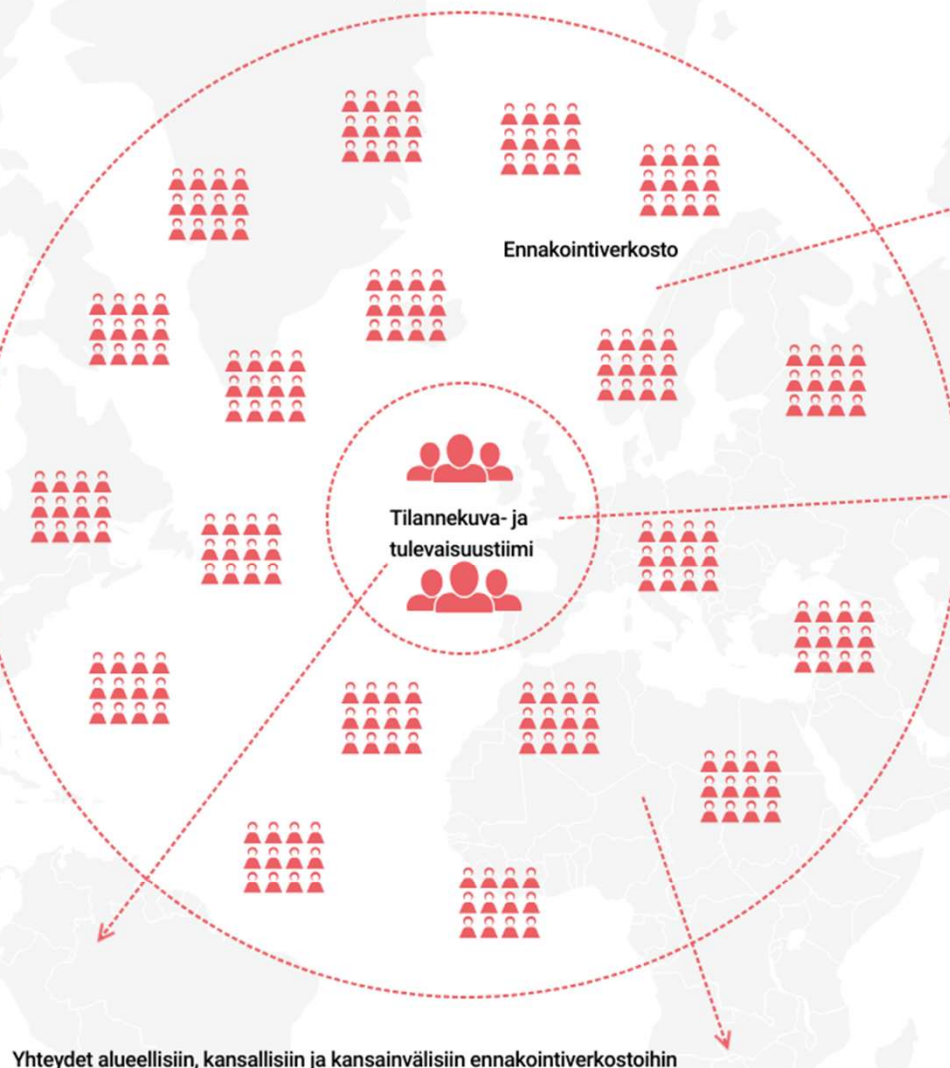 Ennakointiverkosto
Tilannekuva- ja
tulevaisuustiimi
Yhteydet alueellisiin, kansallisiin ja kansainvälisiin ennakointiverkostoihin